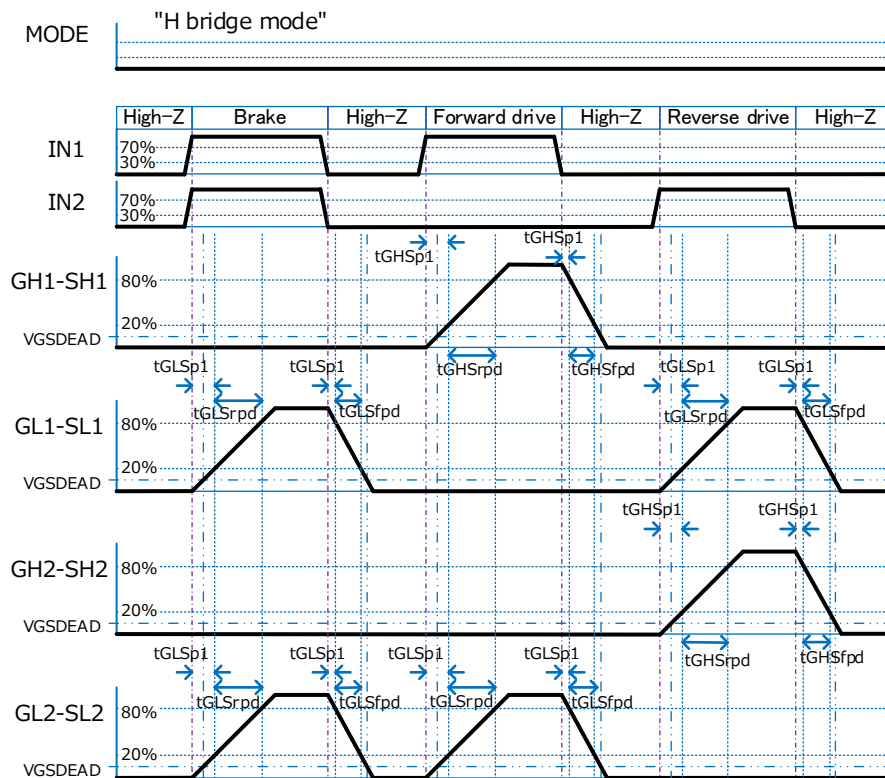 "H bridge mode"
MODE
High-Z Brake High-Z Forward drive High-Z Reverse drive High-Z
IN1
70%
30%
IN2
70%
30%
tGHSp1 tGHSp1
GH1-SH1
80%
20%
VGSDEAD
tGHSrpd tGHSfpd
tGLSp1 tGLSp1 tGLSp1 tGLSp1
tGLSrpd tGLSfpd tGLSrpd tGLSfpd
GL1-SL1
80%
20%
VGSDEAD
tGHSp1 tGHSp1
GH2-SH2
80%
20%
VGSDEAD
tGHSrpd tGHSfpd
tGLSp1 tGLSp1 tGLSp1 tGLSp1
tGLSrpd tGLSfpd tGLSrpd tGLSfpd
GL2-SL2
80%
20%
VGSDEAD